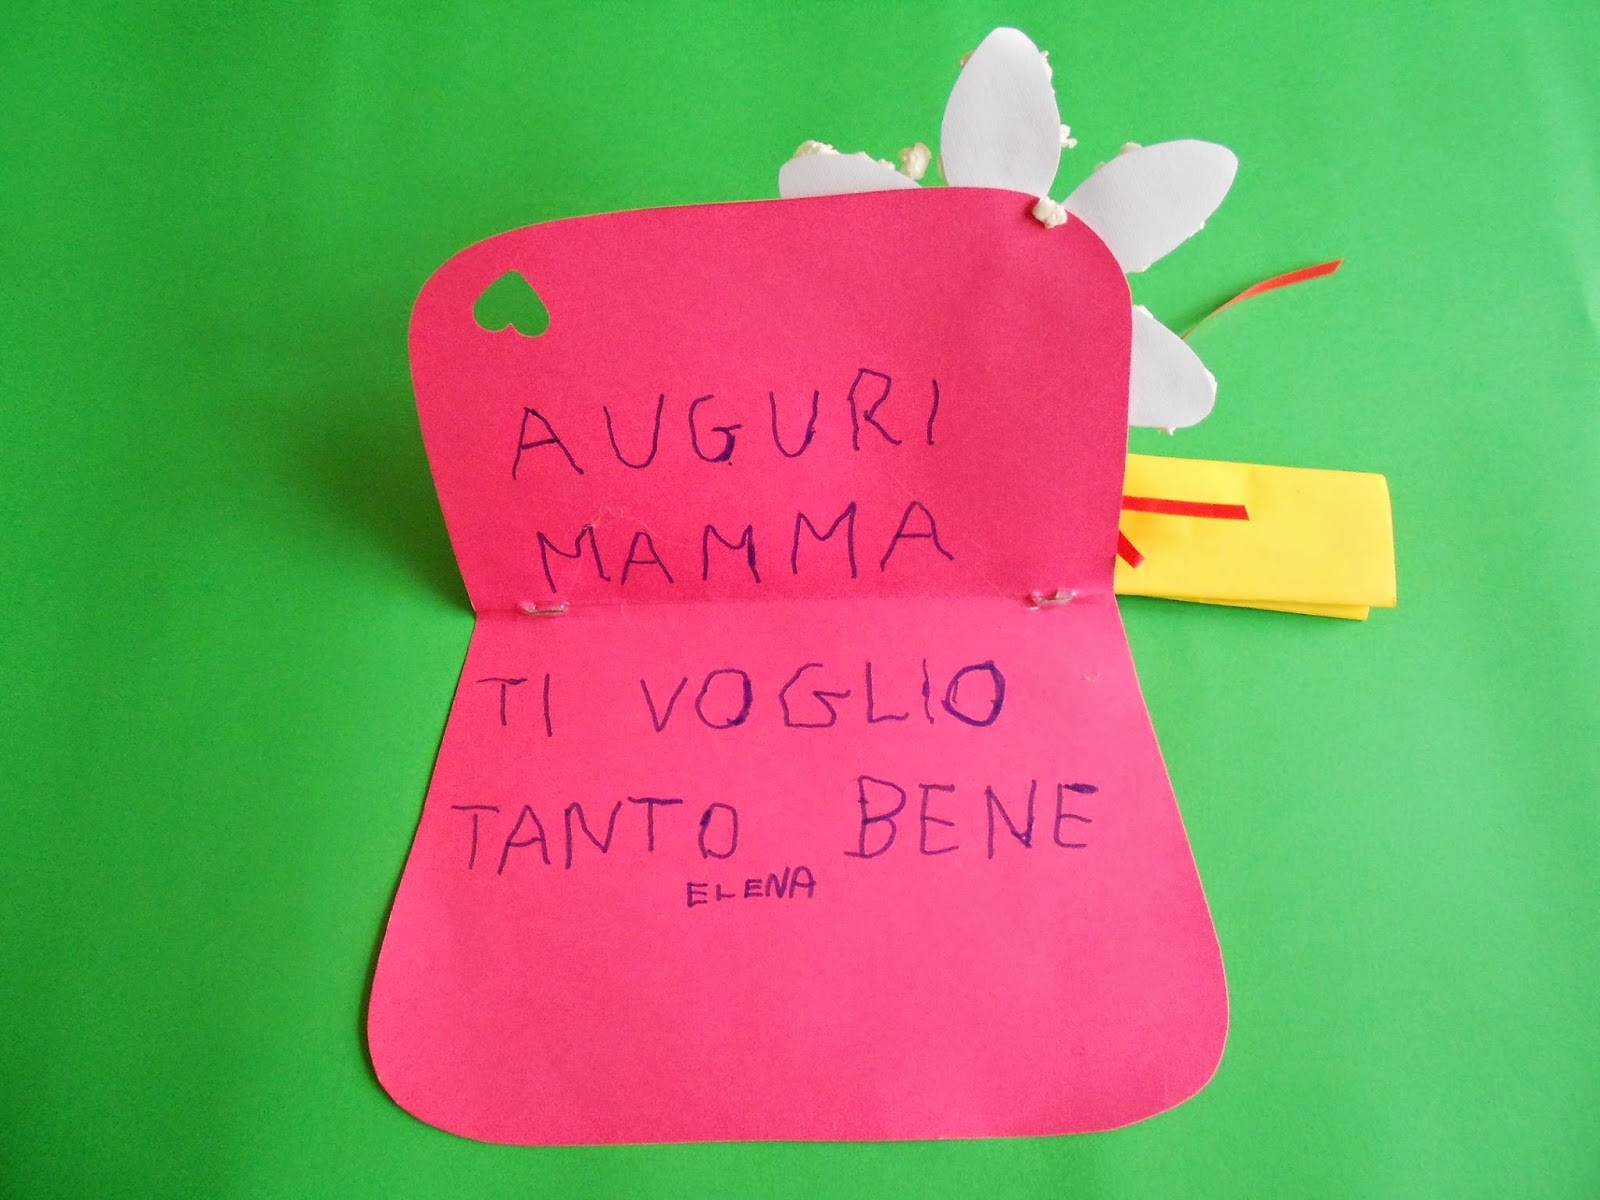 AUGURI
MAMMA
TI VOGLIO
TANTO BENE
ELENA